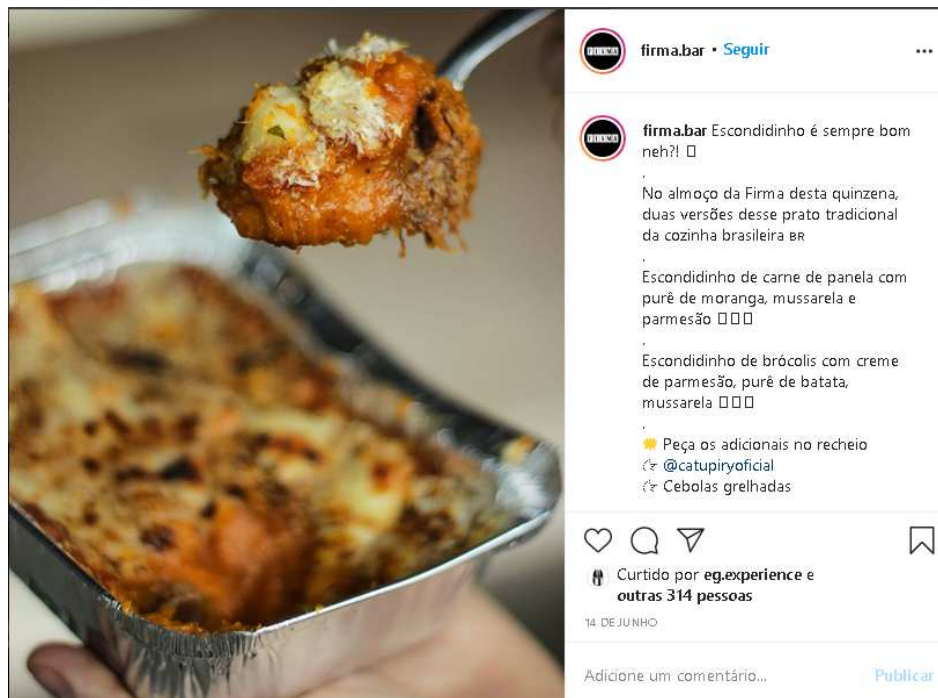 firma.bar • Seguir
firma.bar Escondidinho é sempre bom
neh?!
.
No almoço da Firma desta quinzena,
duas versões desse prato tradicional
da cozinha brasileira BR
.
Escondidinho de carne de panela com
purê de moranga, mussarela e
parmesão
.
Escondidinho de brócolis com creme
de parmesão, purê de batata,
mussarela
.
Peça os adicionais no recheio
@catupiryoficial
Cebolas grelhadas
Curtido por eg.experience e
outras 314 pessoas
14 DE JUNHO
Adicione um comentário... Publicar